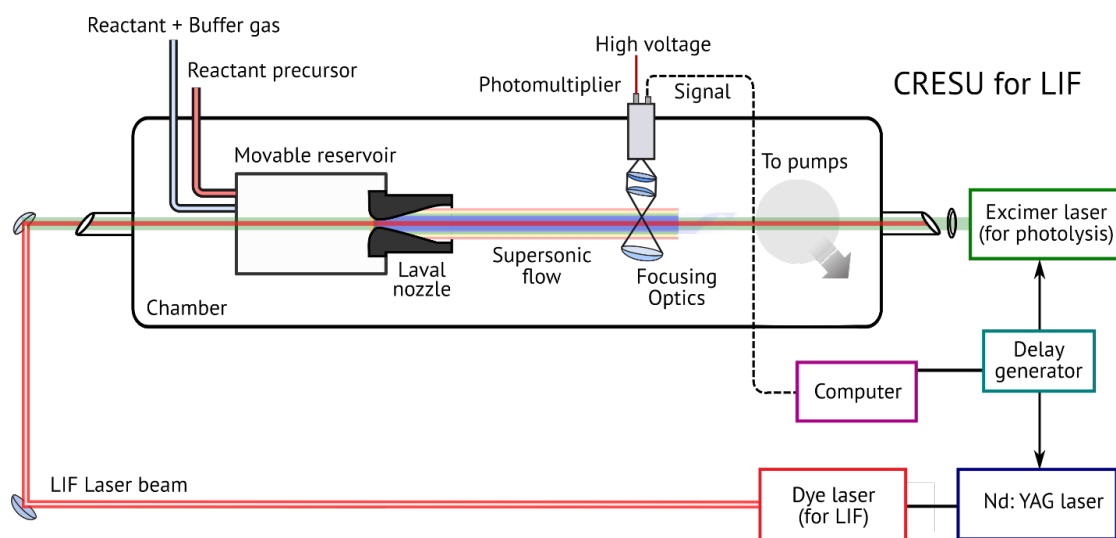 Reactant + Buffer gas
Reactant precursor
High voltage
Photomultiplier
Signal
CRESU for LIF
Movable reservoir
To pumps
Excimer laser
(for photolysis)
Laval
nozzle
Supersonic
flow
Focusing
Optics
Chamber
Delay
generator
Computer
LIF Laser beam
Dye laser
(for LIF)
Nd: YAG laser